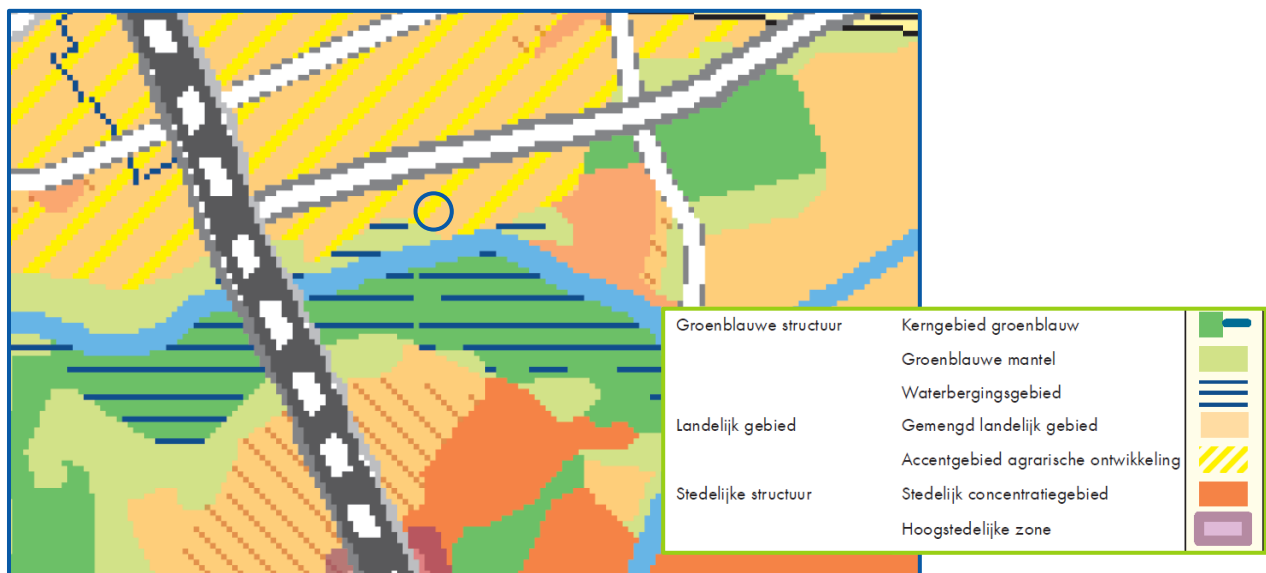 Groenblauwe structuur Kerngebied groenblauw
Groenblauwe mantel
Waterbergingsgebied
Landelijk gebied Gemengd landelijk gebied
Accentgebied agrarische ontwikkeling
Stedelijke structuur Stedelijk concentratiegebied
Hoogstedelijke zone